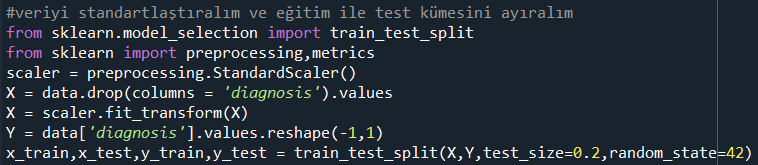 #veriyi standartlaştıralım ve eğitim ile test kümesini ayıralım
from sklearn.model_selection import train_test_split
from sklearn import preprocessing,metrics
scaler = preprocessing.StandardScaler()
X = data.drop(columns = 'diagnosis').values
X = scaler.fit_transform(X)
Y = data['diagnosis'].values.reshape(-1,1)
x_train,x_test,y_train,y_test = train_test_split(X,Y,test_size=0.2,random_state=42)